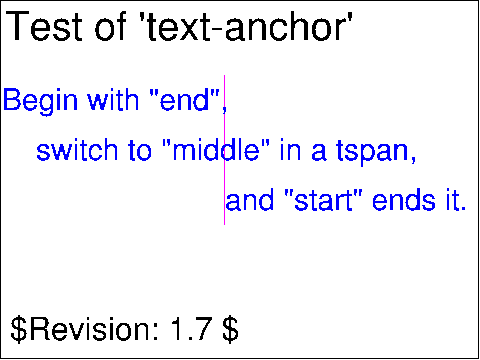 Test of 'text-anchor'
Begin with "end",
switch to "middle" in a tspan,
and "start" ends it.
$Revision: 1.7 $